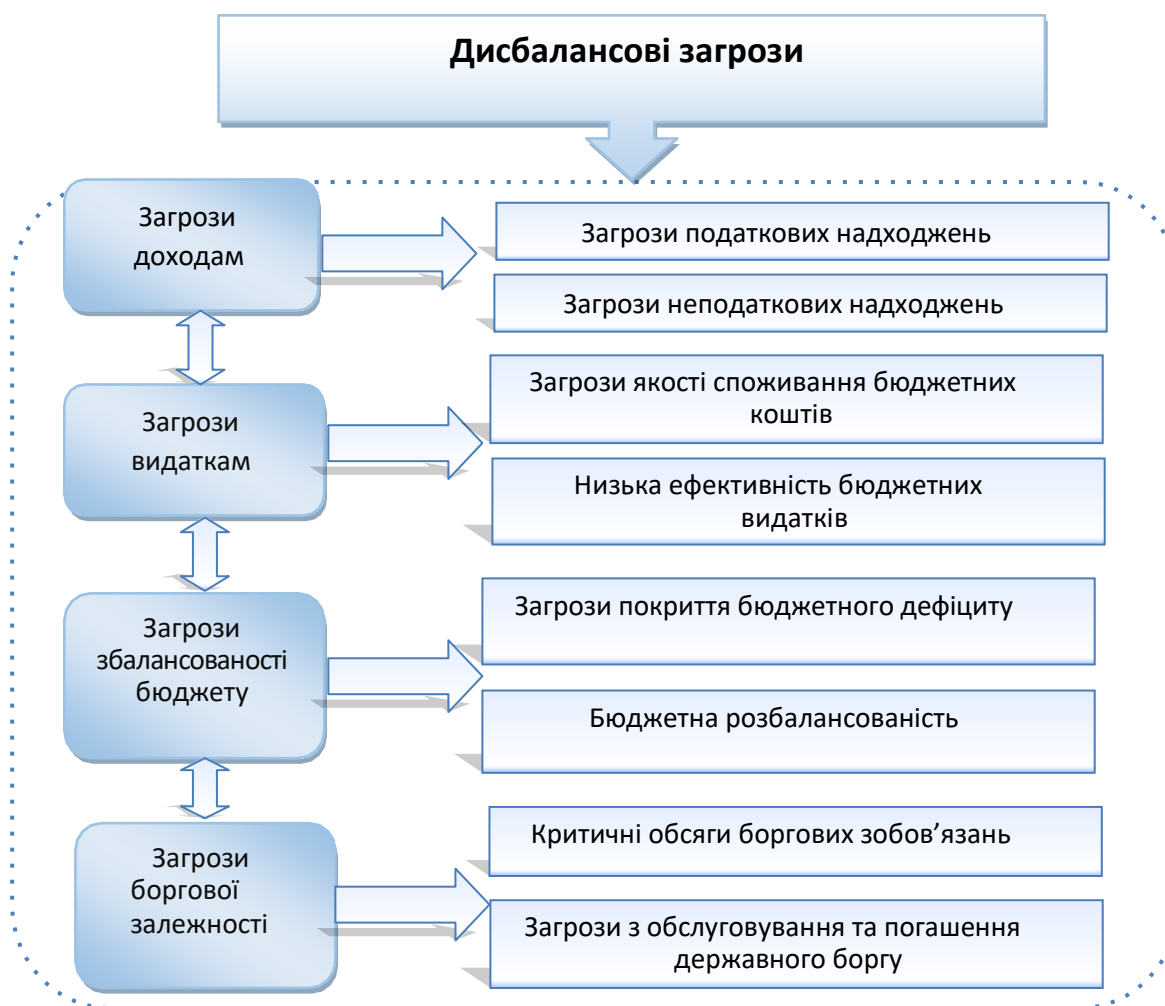 Дисбалансові загрози
Загрози
доходам
Загрози податкових надходжень
Загрози неподаткових надходжень
Загрози
видаткам
Загрози якості споживання бюджетних
коштів
Низька ефективність бюджетних
видатків
Загрози
збалансованості
бюджету
Загрози покриття бюджетного дефіциту
Бюджетна розбалансованість
Загрози
боргової
залежності
Критичні обсяги боргових зобов’язань
Загрози з обслуговування та погашення
державного боргу